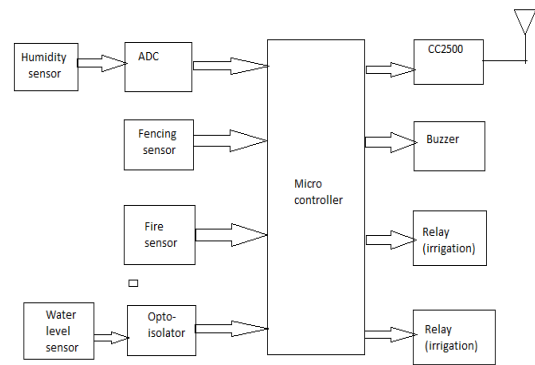 Humidity
sensor
ADC
CC2500
Fencing
sensor
Buzzer
Micro
controller
Fire
sensor
Relay
(irrigation)
Water
level
sensor
Opto-
isolator
Relay
(irrigation)